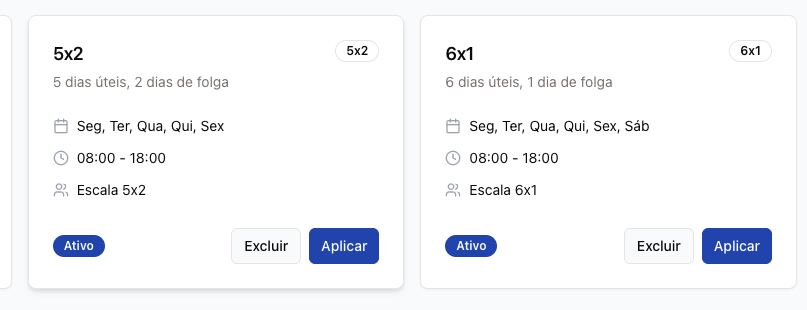 5x2
5x2
5 dias úteis, 2 dias de folga
Seg, Ter, Qua, Qui, Sex
08:00 - 18:00
Escala 5x2
Ativo
Excluir
Aplicar
6x1
6x1
6 dias úteis, 1 dia de folga
Seg, Ter, Qua, Qui, Sex, Sáb
08:00 - 18:00
Escala 6x1
Ativo
Excluir
Aplicar